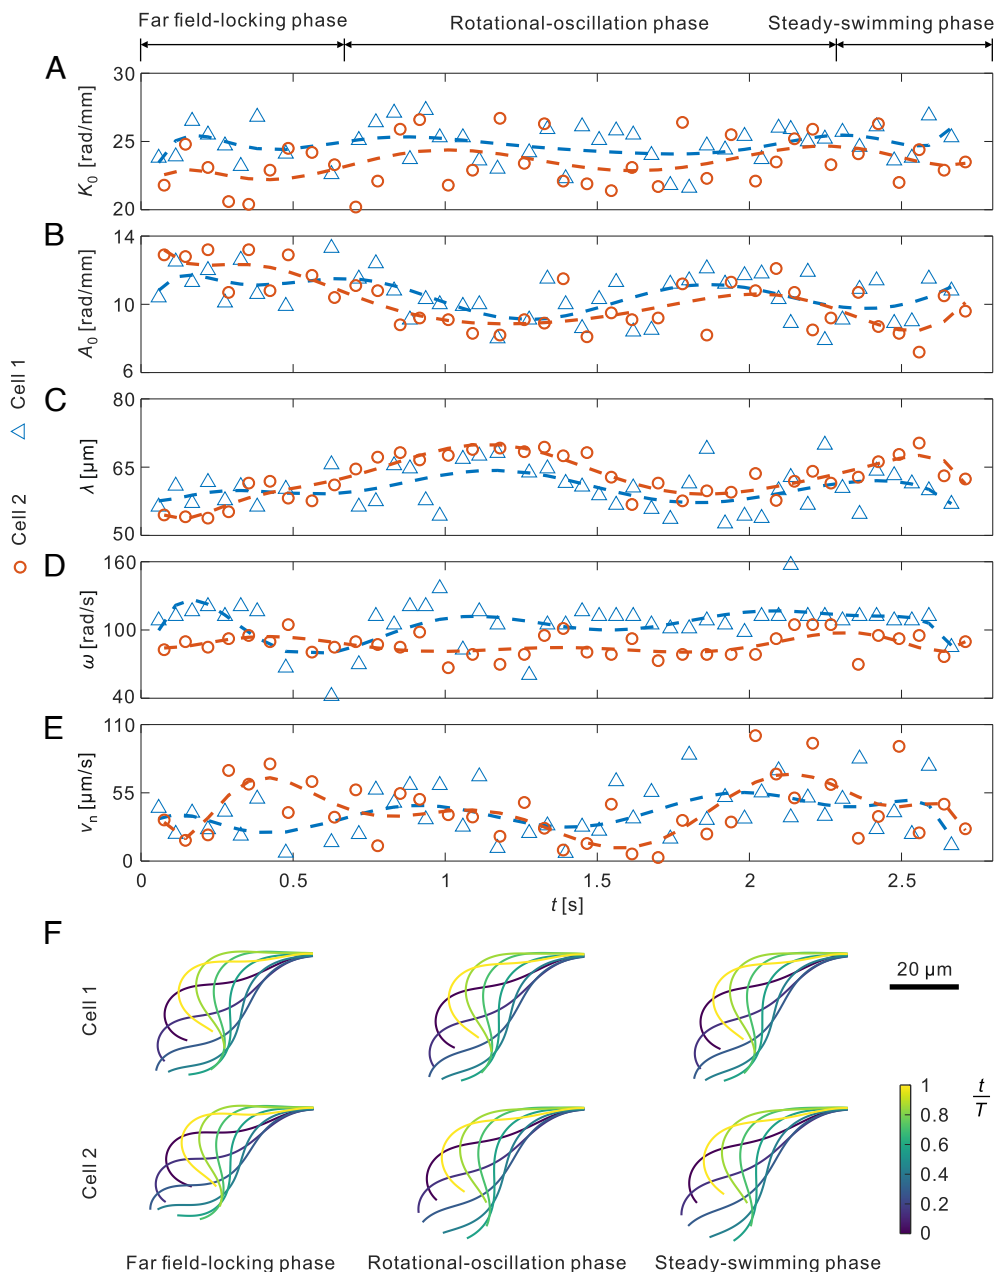 Far field-locking phase
Rotational-oscillation phase
Steady-swimming phase
A
30
25
20
K0 [rad/mm]
B
14
10
6
A0 [rad/mm]
C
80
65
50
λ [µm]
D
160
100
40
ω [rad/s]
E
110
55
0
vn [µm/s]
0
0.5
1
1.5
2
2.5
t [s]
Cell 1
Cell 2
F
Cell 1
20 µm
Cell 2
t
T
1
0.8
0.6
0.4
0.2
0
Far field-locking phase
Rotational-oscillation phase
Steady-swimming phase